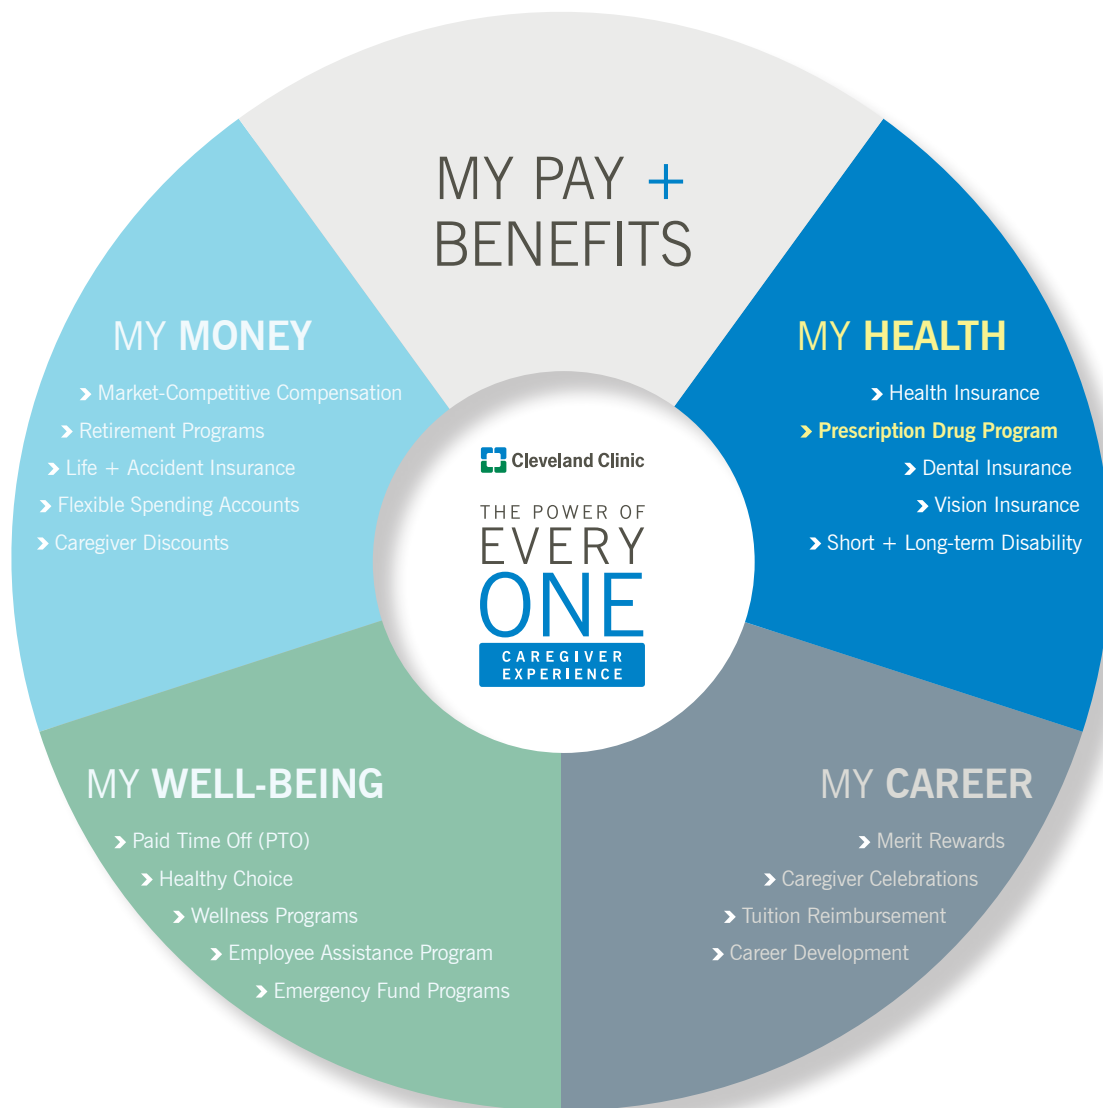 MY PAY +
BENEFITS
MY MONEY
› Market-Competitive Compensation
› Retirement Programs
› Life + Accident Insurance
› Flexible Spending Accounts
› Caregiver Discounts
MY HEALTH
› Health Insurance
› Prescription Drug Program
› Dental Insurance
› Vision Insurance
› Short + Long-term Disability
Cleveland Clinic
THE POWER OF
EVERY
ONE
CAREGIVER
EXPERIENCE
MY WELL-BEING
› Paid Time Off (PTO)
› Healthy Choice
› Wellness Programs
› Employee Assistance Program
› Emergency Fund Programs
MY CAREER
› Merit Rewards
› Caregiver Celebrations
› Tuition Reimbursement
› Career Development